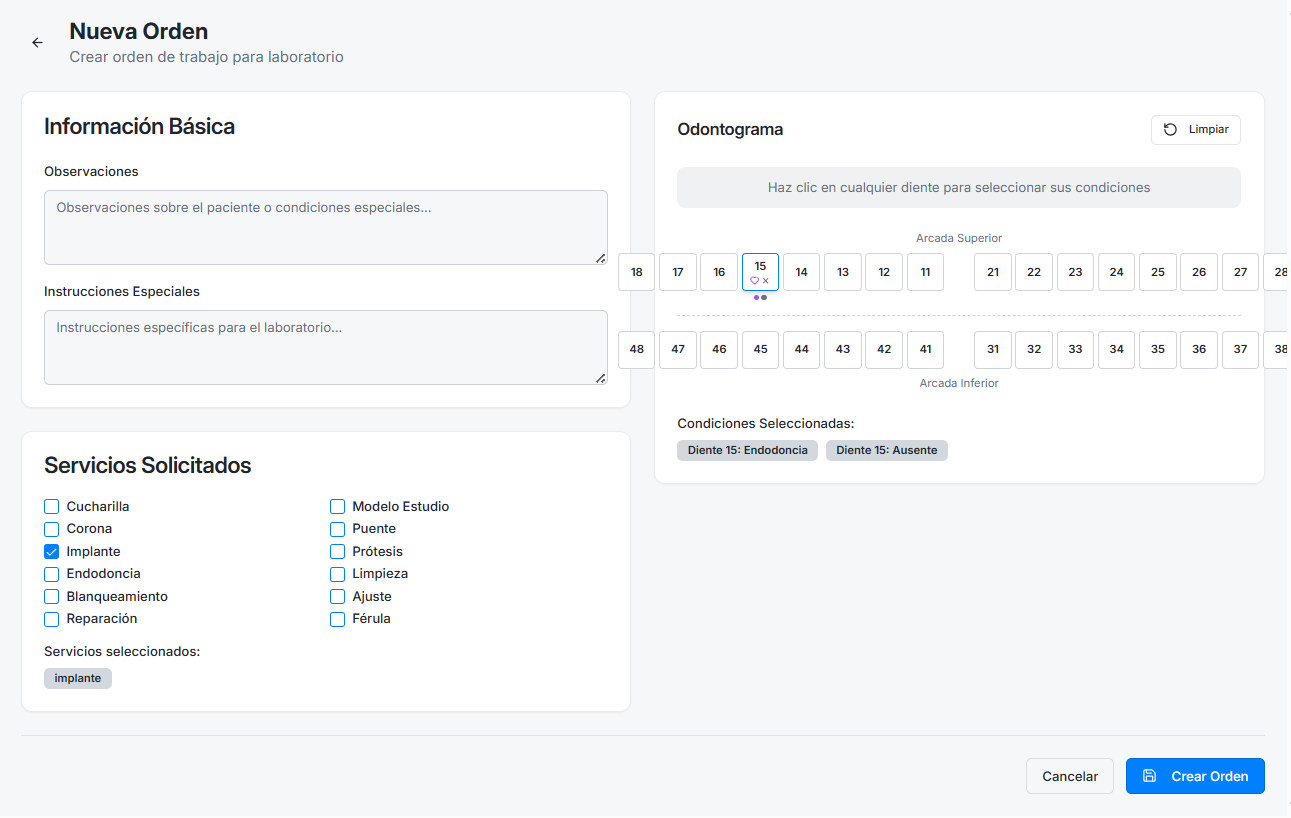 Nueva Orden
Crear orden de trabajo para laboratorio
Información Básica
Observaciones
Observaciones sobre el paciente o condiciones especiales...
Instrucciones Especiales
Instrucciones específicas para el laboratorio...
Servicios Solicitados
Cucharilla
Modelo Estudio
Corona
Puente
Implante
Prótesis
Endodoncia
Limpieza
Blanqueamiento
Ajuste
Reparación
Férula
Servicios seleccionados:
implante
Odontograma
Limpiar
Haz clic en cualquier diente para seleccionar sus condiciones
Arcada Superior
18 17 16 15 14 13 12 11 21 22 23 24 25 26 27 28
48 47 46 45 44 43 42 41 31 32 33 34 35 36 37 38
Arcada Inferior
Condiciones Seleccionadas:
Diente 15: Endodoncia Diente 15: Ausente
Cancelar Crear Orden